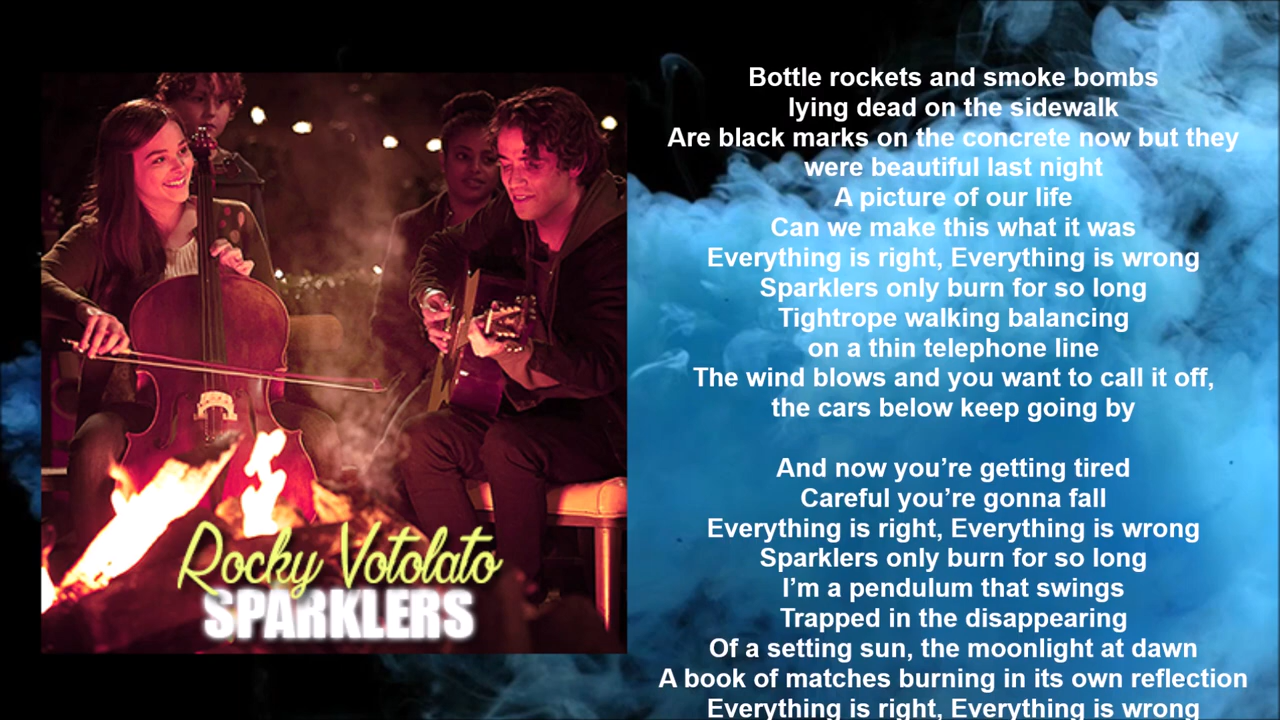 Bottle rockets and smoke bombs
lying dead on the sidewalk
Are black marks on the concrete now but they
were beautiful last night
A picture of our life
Can we make this what it was
Everything is right, Everything is wrong
Sparklers only burn for so long
Tightrope walking balancing
on a thin telephone line
The wind blows and you want to call it off,
the cars below keep going by
And now you’re getting tired
Careful you’re gonna fall
Everything is right, Everything is wrong
Sparklers only burn for so long
I’m a pendulum that swings
Trapped in the disappearing
Of a setting sun, the moonlight at dawn
A book of matches burning in its own reflection
Everything is right, Everything is wrong
Rocky Votolato
SPARKLERS